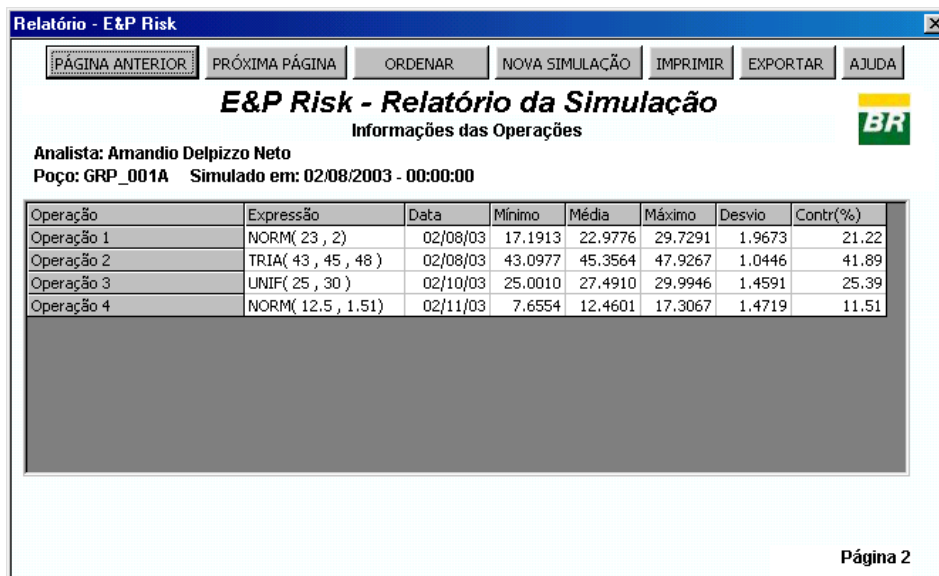 Relatório - E&P Risk
PÁGINA ANTERIOR PRÓXIMA PÁGINA ORDENAR NOVA SIMULAÇÃO IMPRIMIR EXPORTAR AJUDA
E&P Risk - Relatório da Simulação
Informações das Operações
BR
Analista: Amandio Delpizzo Neto
Poço: GRP_001A Simulado em: 02/08/2003 - 00:00:00
Operação Expressão Data Mínimo Média Máximo Desvio Contr(%)
Operação 1 NORM( 23 , 2) 02/08/03 17.1913 22.9776 29.7291 1.9673 21.22
Operação 2 TRIA( 43 , 45 , 48 ) 02/08/03 43.0977 45.3564 47.9267 1.0446 41.89
Operação 3 UNIF( 25 , 30 ) 02/10/03 25.0010 27.4910 29.9946 1.4591 25.39
Operação 4 NORM( 12.5 , 1.51) 02/11/03 7.6554 12.4601 17.3067 1.4719 11.51
Página 2